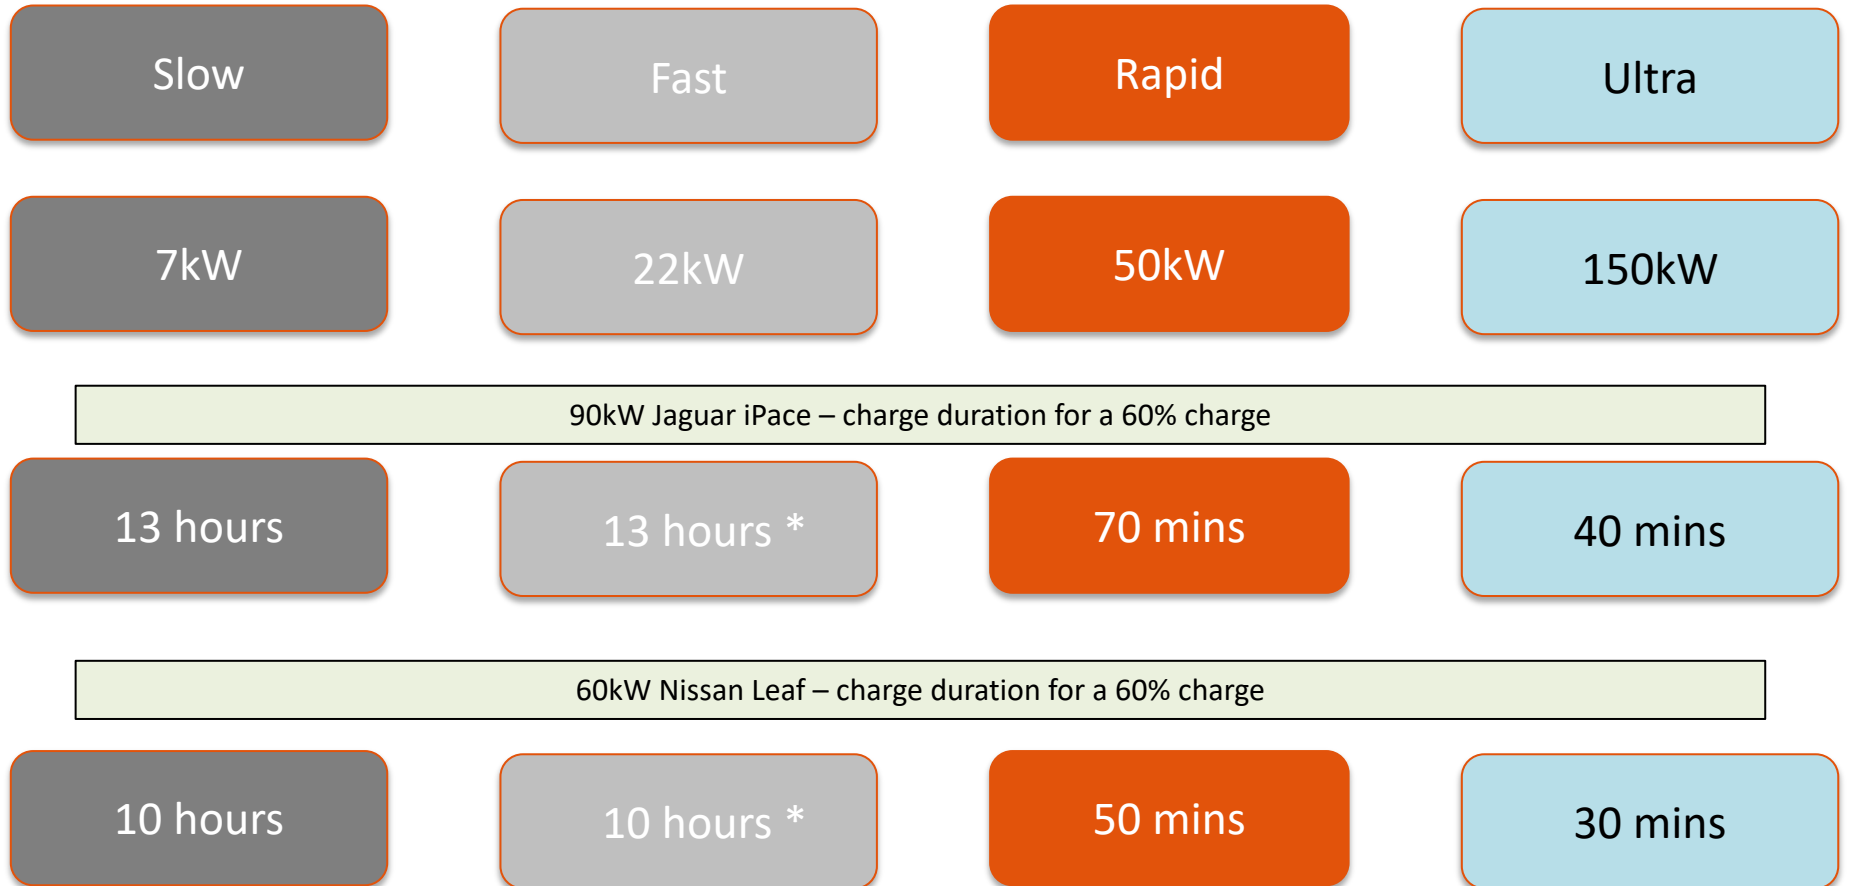 Slow
Fast
Rapid
Ultra
7kW
22kW
50kW
150kW
90kW Jaguar iPace – charge duration for a 60% charge
13 hours
13 hours *
70 mins
40 mins
60kW Nissan Leaf – charge duration for a 60% charge
10 hours
10 hours *
50 mins
30 mins